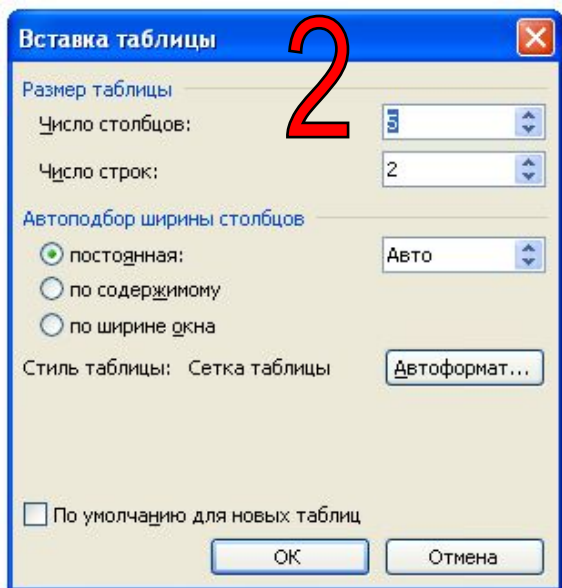 Вставка таблицы
2
Размер таблицы
Число столбцов: 5
Число строк: 2
Автоподбор ширины столбцов
постоянная: Авто
по содержимому
по ширине окна
Стиль таблицы: Сетка таблицы Автоформат...
По умолчанию для новых таблиц
ОК Отмена